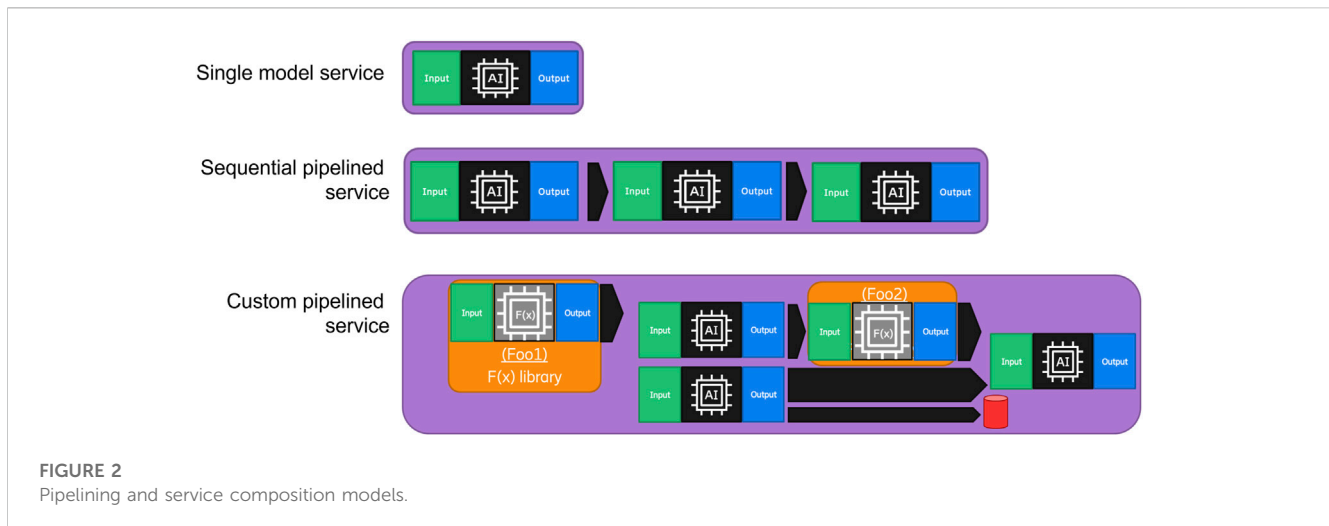 Single model service
Input AI Output
Sequential pipelined
service
Input AI Output Input AI Output Input AI Output
Custom pipelined
service
Input F(x) Output
(Foo1)
F(x) library
Input AI Output
Input AI Output
(Foo2)
Input F(x) Output
Input AI Output
FIGURE 2
Pipelining and service composition models.